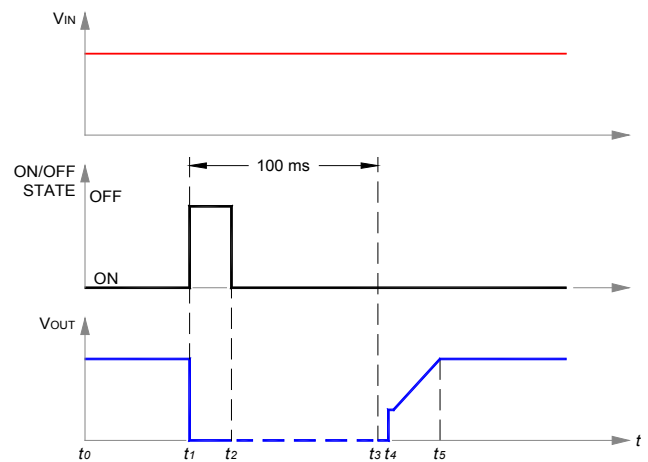 VIN
100 ms
ON/OFF
STATE
OFF
ON
VOUT
t0 t1 t2 t3 t4 t5 t